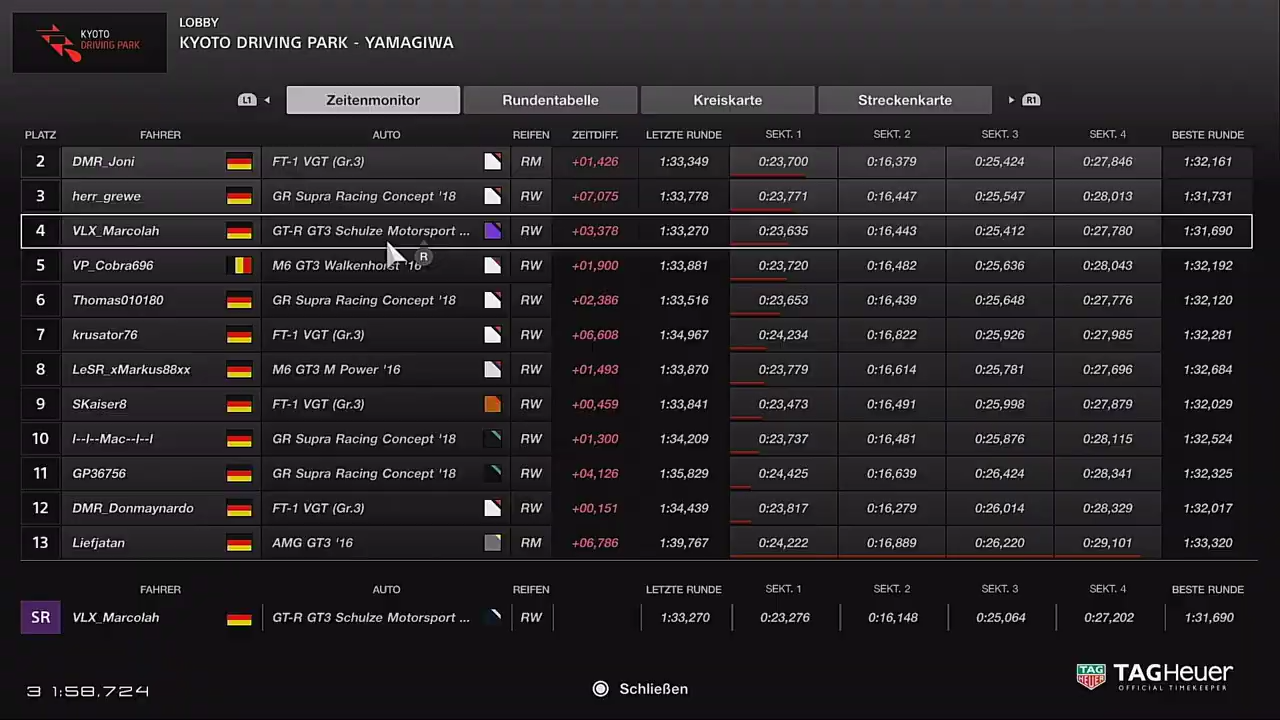 KYOTO
DRIVING PARK
LOBBY
KYOTO DRIVING PARK - YAMAGIWA
L1 Zeitenmonitor Rundentabelle Kreiskarte Streckenkarte R1
PLATZ FAHRER AUTO REIFEN ZEITDIFF. LETZTE RUNDE SEKT. 1 SEKT. 2 SEKT. 3 SEKT. 4 BESTE RUNDE
2 DMR_Joni FT-1 VGT (Gr.3) RM +01,426 1:33,349 0:23,700 0:16,379 0:25,424 0:27,846 1:32,161
3 herr_grewe GR Supra Racing Concept '18 RW +07,075 1:33,778 0:23,771 0:16,447 0:25,547 0:28,013 1:31,731
4 VLX_Marcolah GT-R GT3 Schulze Motorsport ... RW +03,378 1:33,270 0:23,635 0:16,443 0:25,412 0:27,780 1:31,690
R
5 VP_Cobra696 M6 GT3 Walkenhorst '16 RW +01,900 1:33,881 0:23,720 0:16,482 0:25,636 0:28,043 1:32,192
6 Thomas010180 GR Supra Racing Concept '18 RW +02,386 1:33,516 0:23,653 0:16,439 0:25,648 0:27,776 1:32,120
7 krusator76 FT-1 VGT (Gr.3) RW +06,608 1:34,967 0:24,234 0:16,822 0:25,926 0:27,985 1:32,281
8 LeSR_xMarkus88xx M6 GT3 M Power '16 RW +01,493 1:33,870 0:23,779 0:16,614 0:25,781 0:27,696 1:32,684
9 SKaiser8 FT-1 VGT (Gr.3) RW +00,459 1:33,841 0:23,473 0:16,491 0:25,998 0:27,879 1:32,029
10 I--I--Mac--I--I GR Supra Racing Concept '18 RW +01,300 1:34,209 0:23,737 0:16,481 0:25,876 0:28,115 1:32,524
11 GP36756 GR Supra Racing Concept '18 RW +04,126 1:35,829 0:24,425 0:16,639 0:26,424 0:28,341 1:32,325
12 DMR_Donmaynardo FT-1 VGT (Gr.3) RW +00,151 1:34,439 0:23,817 0:16,279 0:26,014 0:28,329 1:32,017
13 Liefjatan AMG GT3 '16 RM +06,786 1:39,767 0:24,222 0:16,889 0:26,220 0:29,101 1:33,320
FAHRER AUTO REIFEN LETZTE RUNDE SEKT. 1 SEKT. 2 SEKT. 3 SEKT. 4 BESTE RUNDE
SR VLX_Marcolah GT-R GT3 Schulze Motorsport ... RW 1:33,270 0:23,276 0:16,148 0:25,064 0:27,202 1:31,690
3 1:58,724
Schließen
TAG HEUER TAGHeuer
OFFICIAL TIMEKEEPER